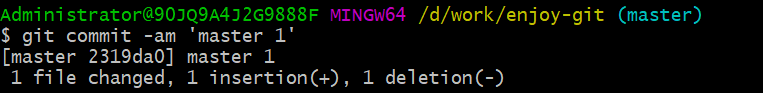 Administrator@90JQ9A4J2G9888F MINGW64 /d/work/enjoy-git (master)
$ git commit -am 'master 1'
[master 2319da0] master 1
 1 file changed, 1 insertion(+), 1 deletion(-)